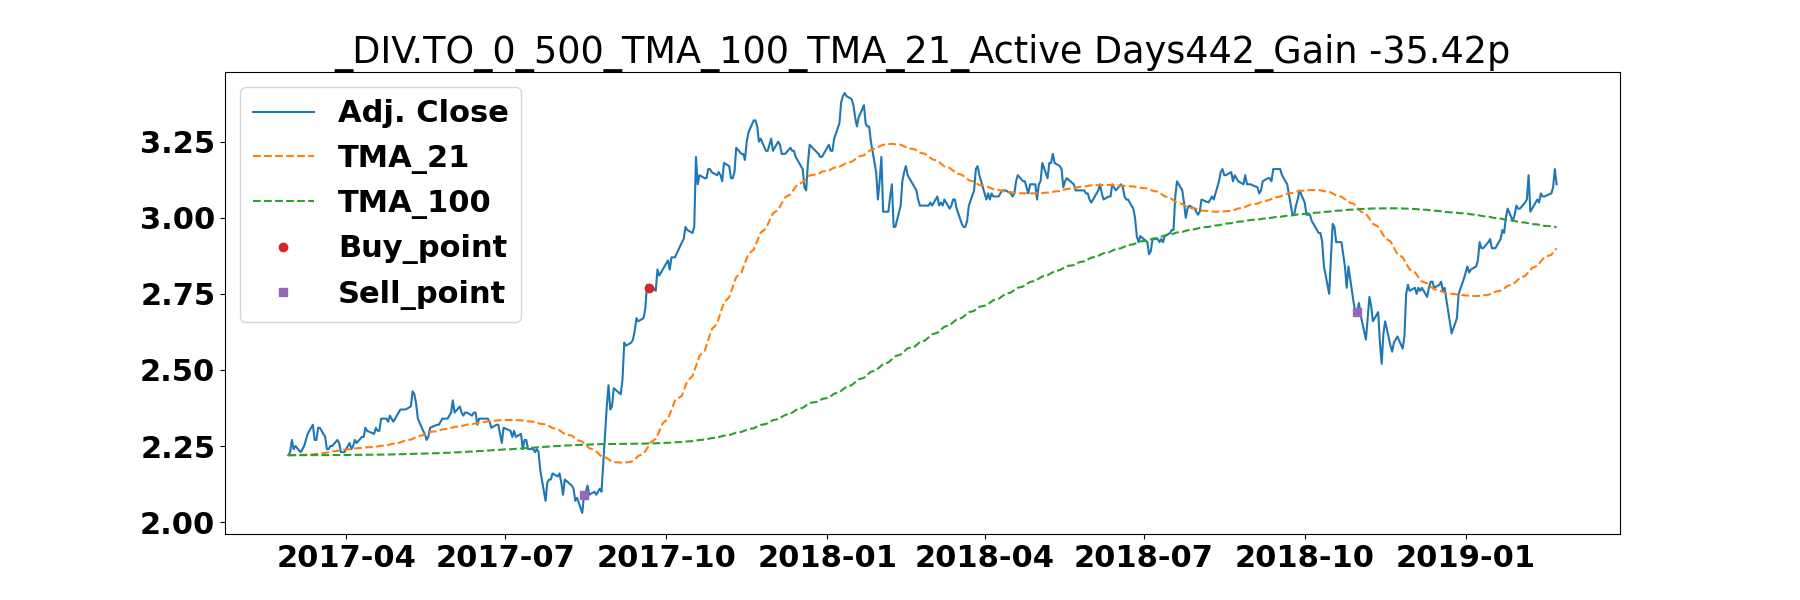 _DIV.TO_0_500_TMA_100_TMA_21_Active Days442_Gain -35.42p
Adj. Close
TMA_21
TMA_100
Buy_point
Sell_point
3.25
3.00
2.75
2.50
2.25
2.00
2017-04 2017-07 2017-10 2018-01 2018-04 2018-07 2018-10 2019-01